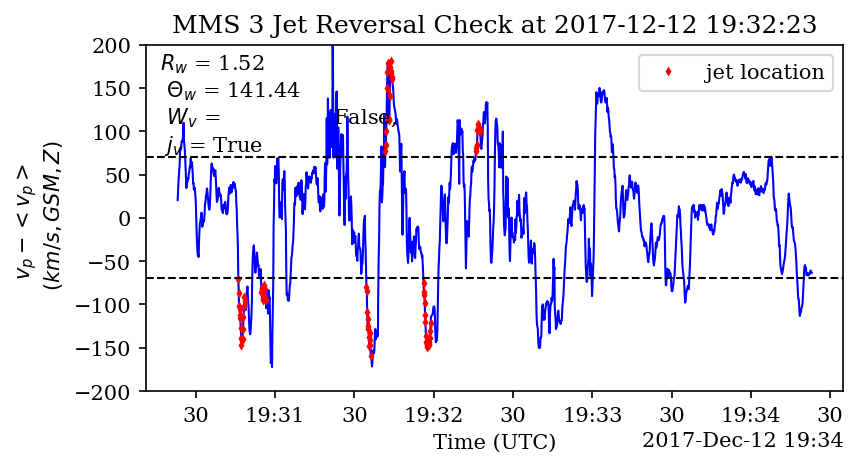 MMS 3 Jet Reversal Check at 2017-12-12 19:32:23
R_w = 1.52
Θ_w = 141.44
W_v = False,
j_v = True
jet location
v_p − < v_p >
(km/s, GSM, Z)
200
150
100
50
0
−50
−100
−150
−200
30 19:31 30 19:32 30 19:33 30 19:34 30
Time (UTC)
2017-Dec-12 19:34